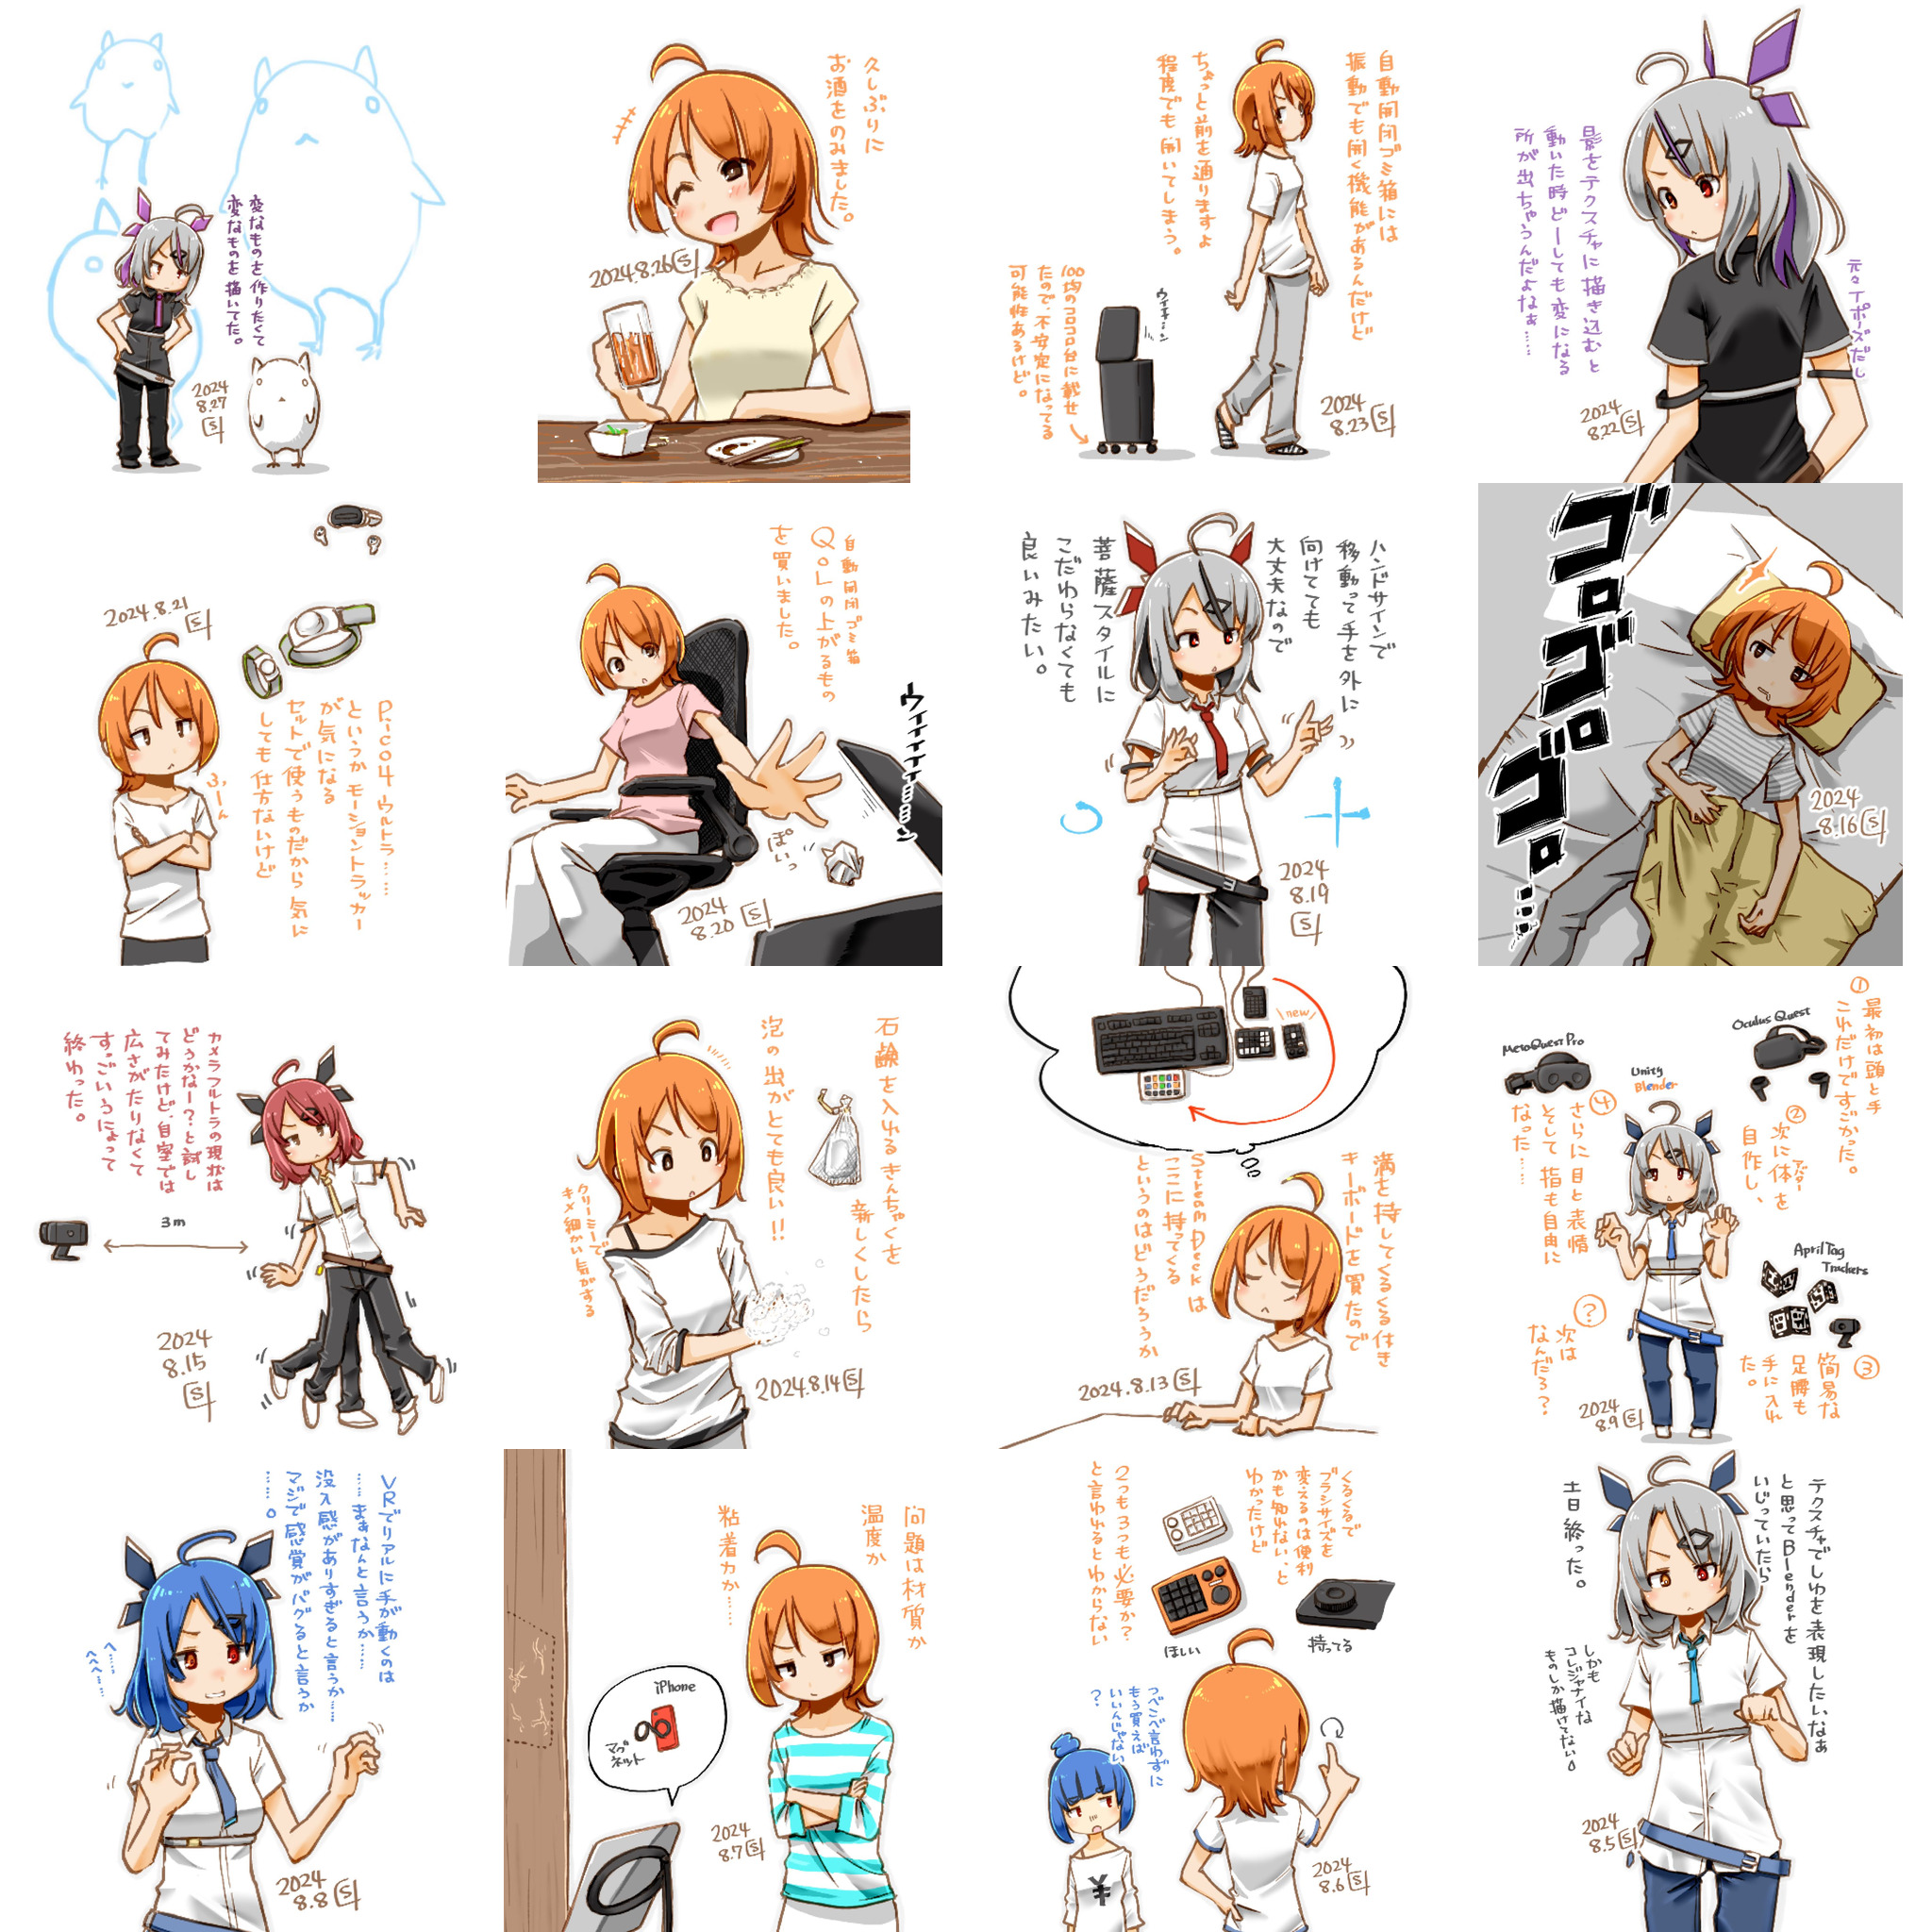 変なものを作りたくて
変なものを描いてた。
2024
8.27
S
久しぶりに
お酒をのみました。
2024.8.26 S
自動開閉ゴミ箱には
振動でも開く機能があるんだけど
ちょっと前を通りますよ
程度でも開いてしまう。
ウィーン
100均のコロコロ台に載せ
たので、不安定になってる
可能性あるけど。
2024
8.23 S
元々Tポーズだし
影をテクスチャに描き込むと
動いた時どーしても変になる
所が出ちゃうんだよなぁ……
2024
8.22 S
2024.8.21 S
Pico4ウルトラ……
というかモーショントラッカー
が気になる
セットで使うものだから気に
しても仕方ないけど
ふーん
自動開閉ゴミ箱
QoLの上がるもの
を買いました。
ウィイイイイ……ン
ぽいっ
2024
8.20 S
ハンドサインで
移動って手を外に
向けてても
大丈夫なので
菩薩スタイルに
こだわらなくても
良いみたい。
2024
8.19
S
ゴロゴロゴロ。……
2024
8.16 S
カメラフルトラの現状は
どうかなー?と試し
てみたけど、自室では
広さがたりなくて
すっごいうにょって
終わった。
3m
2024
8.15
S
石鹸を入れるきんちゃくを
新しくしたら
泡の出がとても良い!!
クリーミーで
キメ細かい気がする
2024.8.14 S
new
満を持してくるくる付き
キーボードを買たので
Stream Deckは
ここに持ってくる
というのはどうだろうか
2024.8.13 S
①
最初は頭と手
これだけですごかった。
Oculus Quest
MetaQuest Pro
Unity
Blender
②
次に体を
アバター
自作し、
④
さらに目と表情
そして指も自由に
なった……
AprilTag
Trackers
③
簡易な
足腰も
手に入れ
た。
?
次は
なんだろ?
2024
8.9 S
VRでリアルに手が動くのは
……まぁなんと言うか……
没入感がありすぎると言うか……
マジで感覚がバグると言うか
……。
へ……
へへへ……
2024
8.8 S
問題は材質か
温度か
粘着力か……
iPhone
マグ
ネット
2024
8.7 S
くるくるで
ブラシサイズを
変えるのは便利
かも知れない、と
わかったけど
2つも3つも必要か?
と言われるとわからない
ほしい
持ってる
つべこべ言わずに
もう買えば
いいんじゃない
?
¥
2024
8.6 S
テクスチャでしわを表現したいなぁ
と思ってBlenderを
いじっていたら
土日終った。
しかも
コレジャナイな
ものしか描けてない。
2024
8.5 S